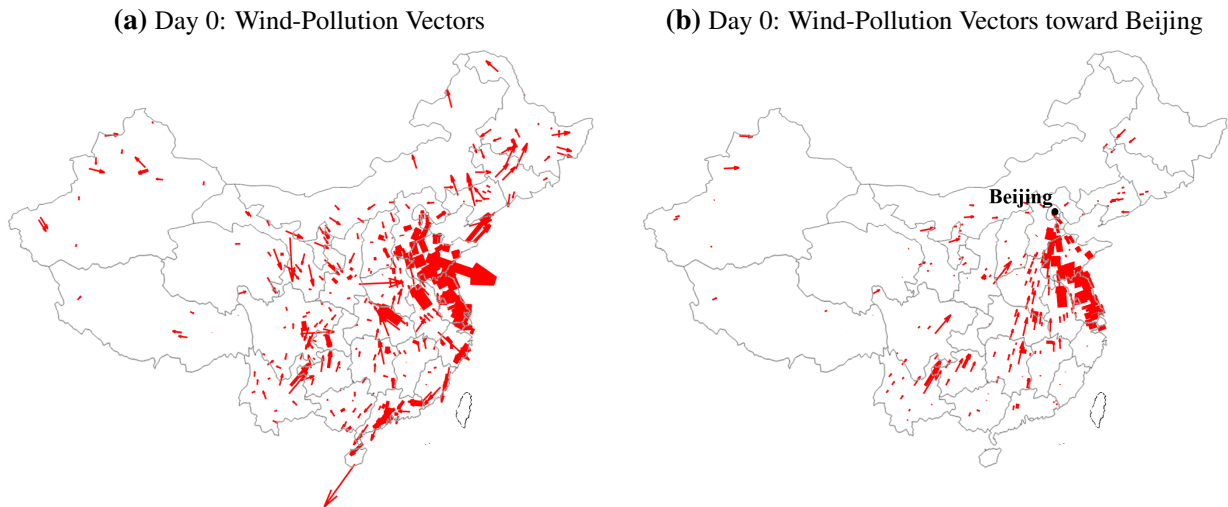 (a) Day 0: Wind-Pollution Vectors
(b) Day 0: Wind-Pollution Vectors toward Beijing
Beijing